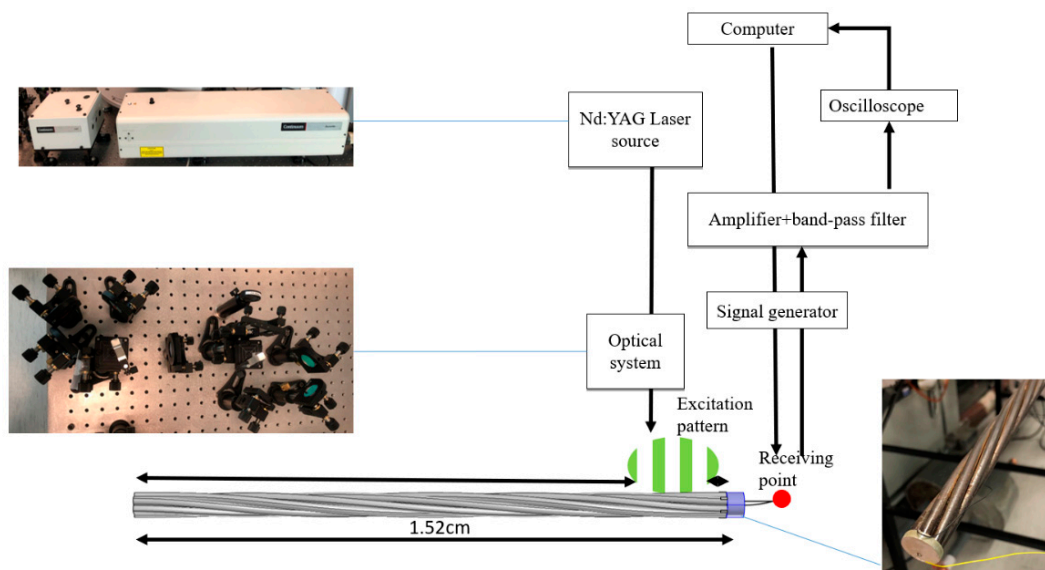 Computer
Nd:YAG Laser
source
Oscilloscope
Amplifier+band-pass filter
Signal generator
Optical
system
Excitation
pattern
Receiving
point
1.52cm